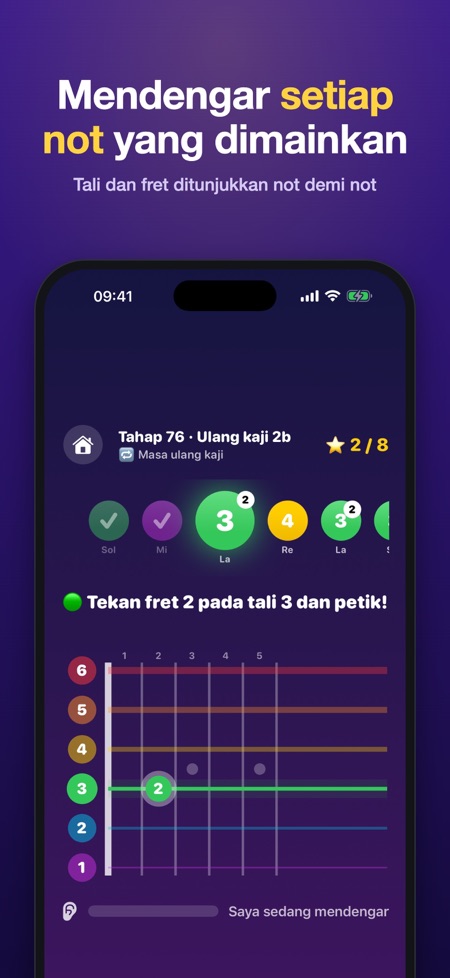 Mendengar setiap
not yang dimainkan
Tali dan fret ditunjukkan not demi not
09:41
Tahap 76 · Ulang kaji 2b
Masa ulang kaji
2 / 8
3 2 4 3 2
Sol Mi La Re La
Tekan fret 2 pada tali 3 dan petik!
1 2 3 4 5
6
5
4
3 2
2
1
Saya sedang mendengar